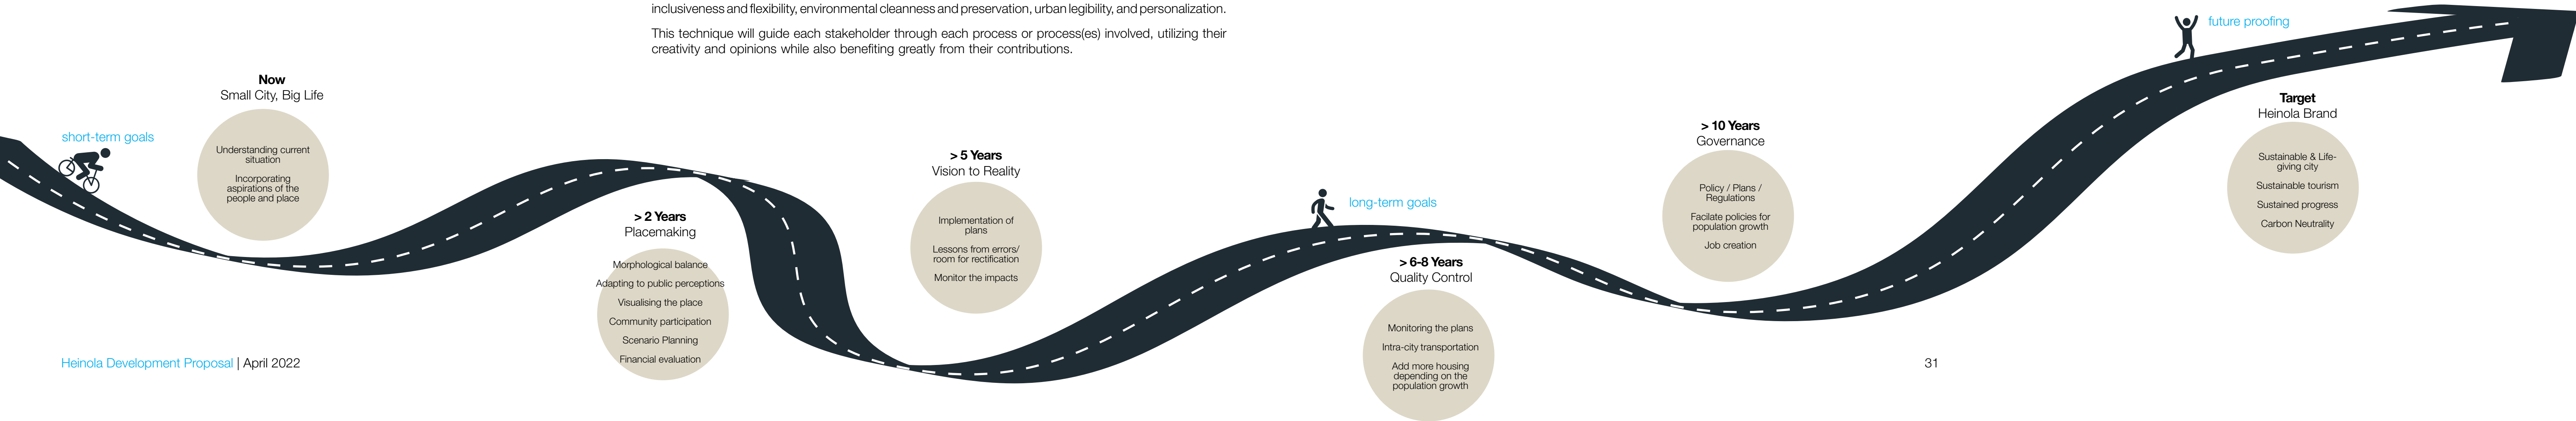 inclusiveness and flexibility, environmental cleanness and preservation, urban legibility, and personalization.
This technique will guide each stakeholder through each process or process(es) involved, utilizing their
creativity and opinions while also benefiting greatly from their contributions.
short-term goals
Now
Small City, Big Life
Understanding current
situation
Incorporating
aspirations of the
people and place
> 2 Years
Placemaking
Morphological balance
Adapting to public perceptions
Visualising the place
Community participation
Scenario Planning
Financial evaluation
> 5 Years
Vision to Reality
Implementation of
plans
Lessons from errors/
room for rectification
Monitor the impacts
long-term goals
> 6-8 Years
Quality Control
Monitoring the plans
Intra-city transportation
Add more housing
depending on the
population growth
> 10 Years
Governance
Policy / Plans /
Regulations
Facilate policies for
population growth
Job creation
future proofing
Target
Heinola Brand
Sustainable & Life-
giving city
Sustainable tourism
Sustained progress
Carbon Neutrality
Heinola Development Proposal | April 2022
31